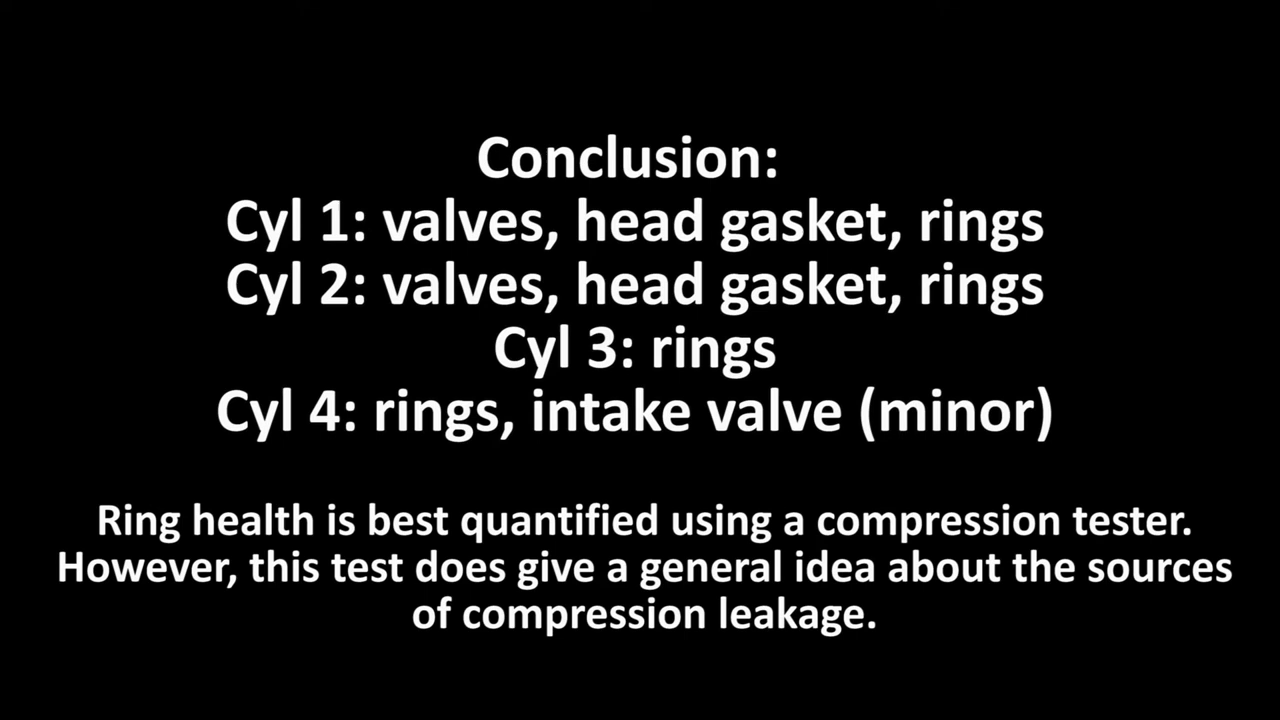 Conclusion:
Cyl 1: valves, head gasket, rings
Cyl 2: valves, head gasket, rings
Cyl 3: rings
Cyl 4: rings, intake valve (minor)
Ring health is best quantified using a compression tester.
However, this test does give a general idea about the sources
of compression leakage.